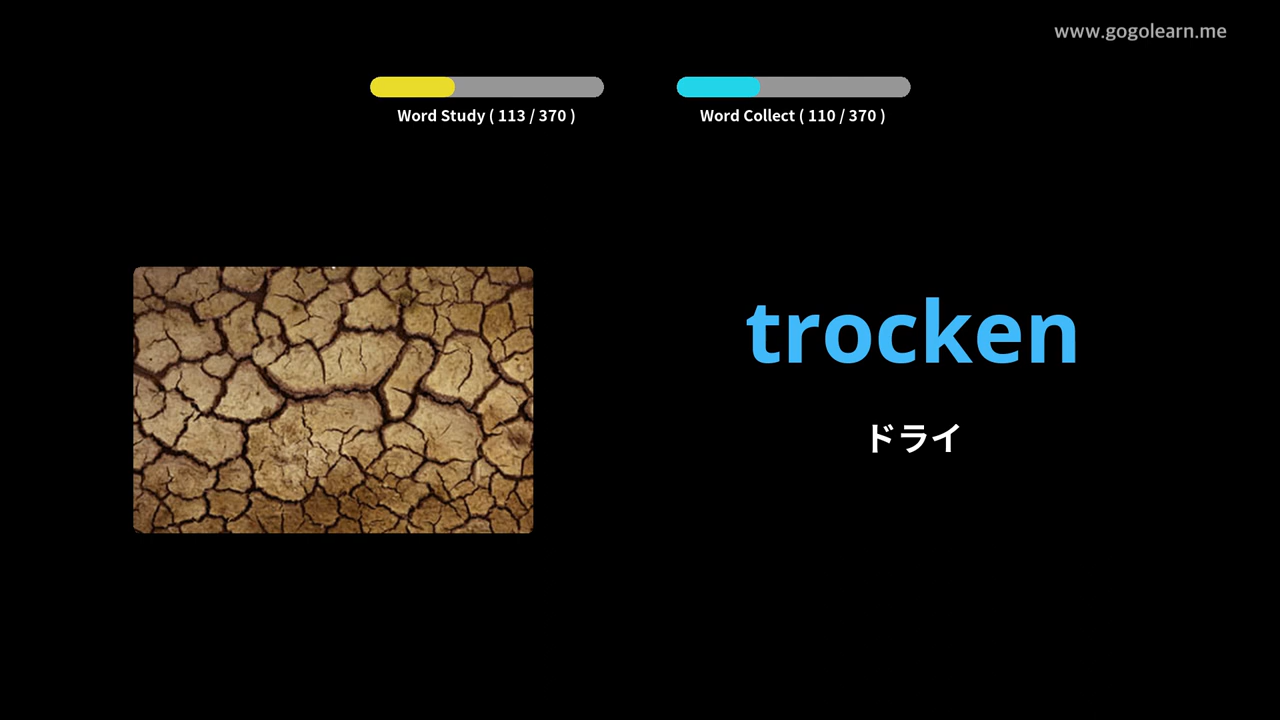 www.gogolearn.me
Word Study ( 113 / 370 )
Word Collect ( 110 / 370 )
trocken
ドライ